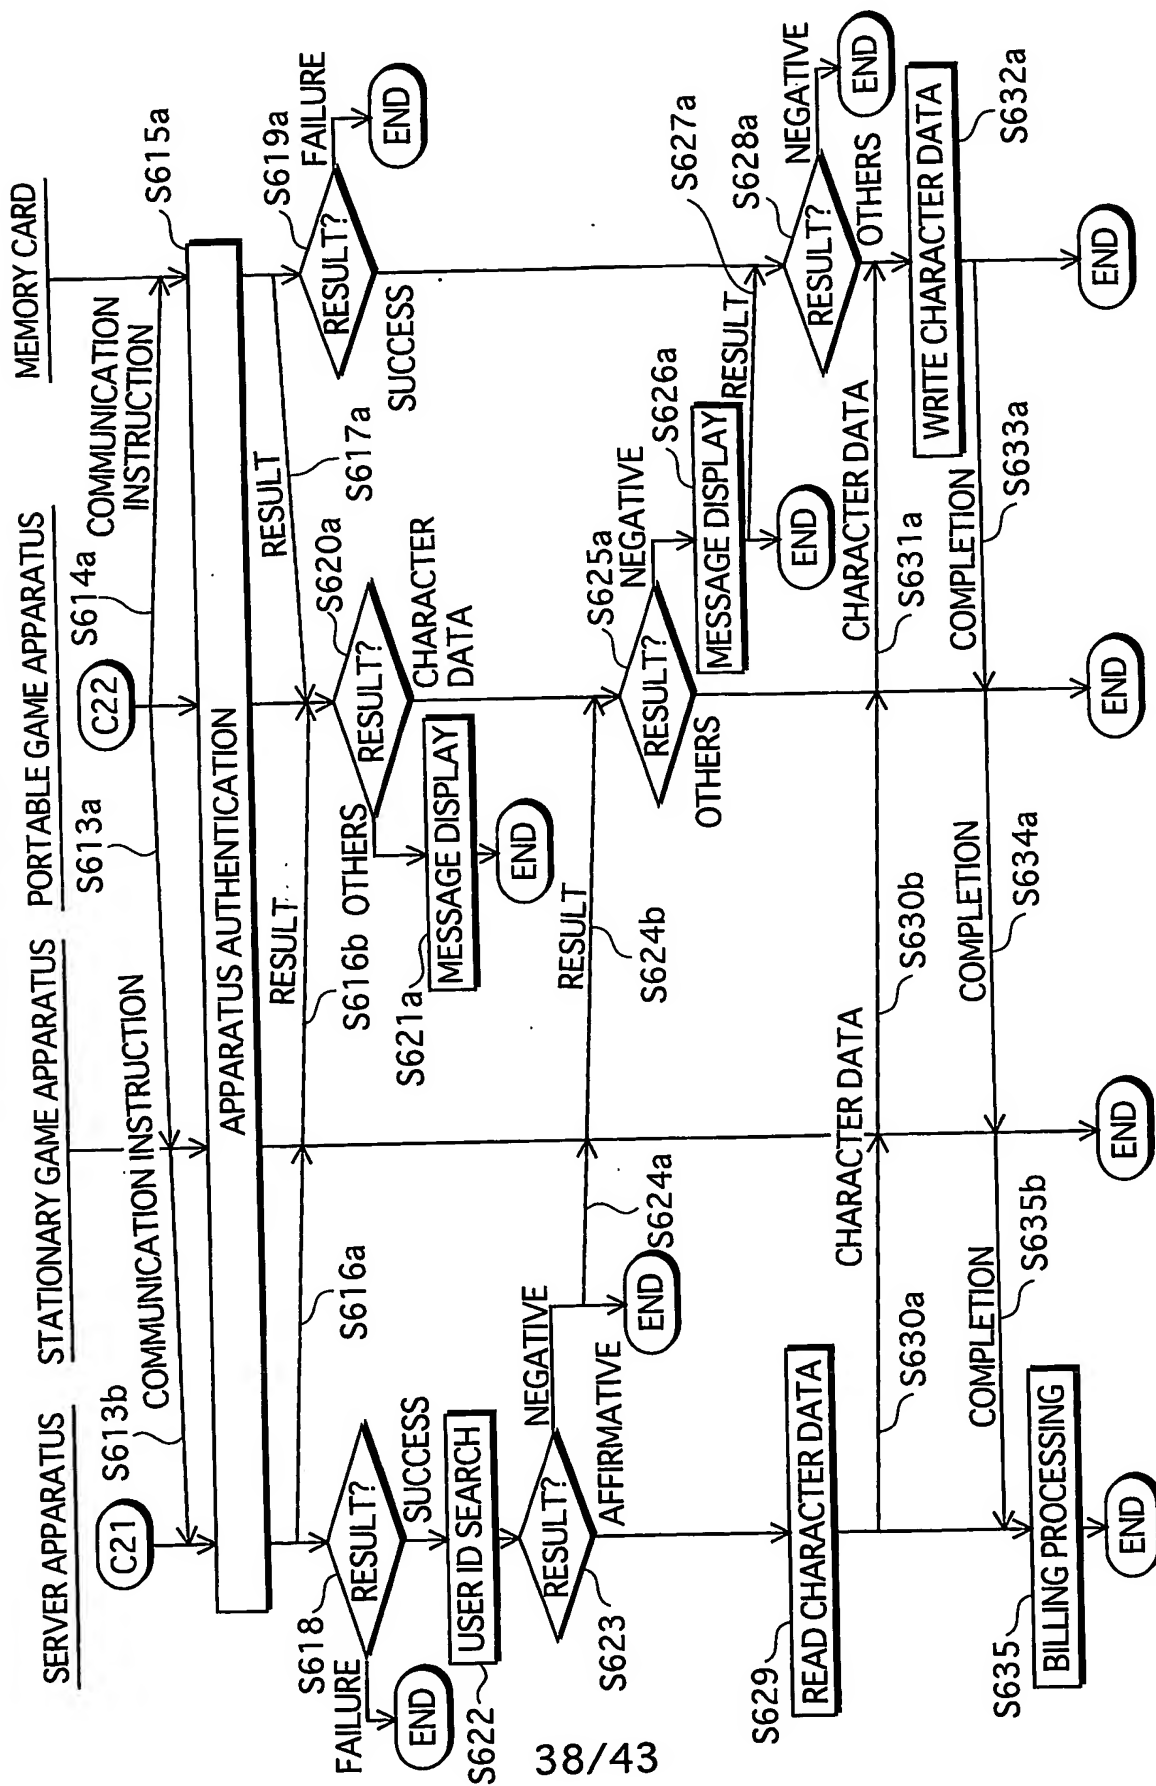 SERVER APPARATUS
STATIONARY GAME APPARATUS
PORTABLE GAME APPARATUS
MEMORY CARD
C21
S613b
COMMUNICATION INSTRUCTION
S613a
C22
S614a
COMMUNICATION
INSTRUCTION
S615a
APPARATUS AUTHENTICATION
S616a
RESULT
S616b
RESULT
S617a
S618
RESULT?
FAILURE
END
SUCCESS
S619a
RESULT?
FAILURE
END
SUCCESS
S620a
RESULT?
OTHERS
CHARACTER
DATA
S621a
MESSAGE DISPLAY
END
S622
USER ID SEARCH
S623
RESULT?
NEGATIVE
AFFIRMATIVE
END
S624a
RESULT
S624b
S625a
RESULT?
NEGATIVE
OTHERS
S626a
MESSAGE DISPLAY
END
RESULT
S627a
S628a
RESULT?
NEGATIVE
END
OTHERS
S629
READ CHARACTER DATA
S630a
CHARACTER DATA
S630b
CHARACTER DATA
S631a
WRITE CHARACTER DATA
S632a
COMPLETION
S633a
COMPLETION
S634a
COMPLETION
S635b
S635
BILLING PROCESSING
END
END
END
END
38/43